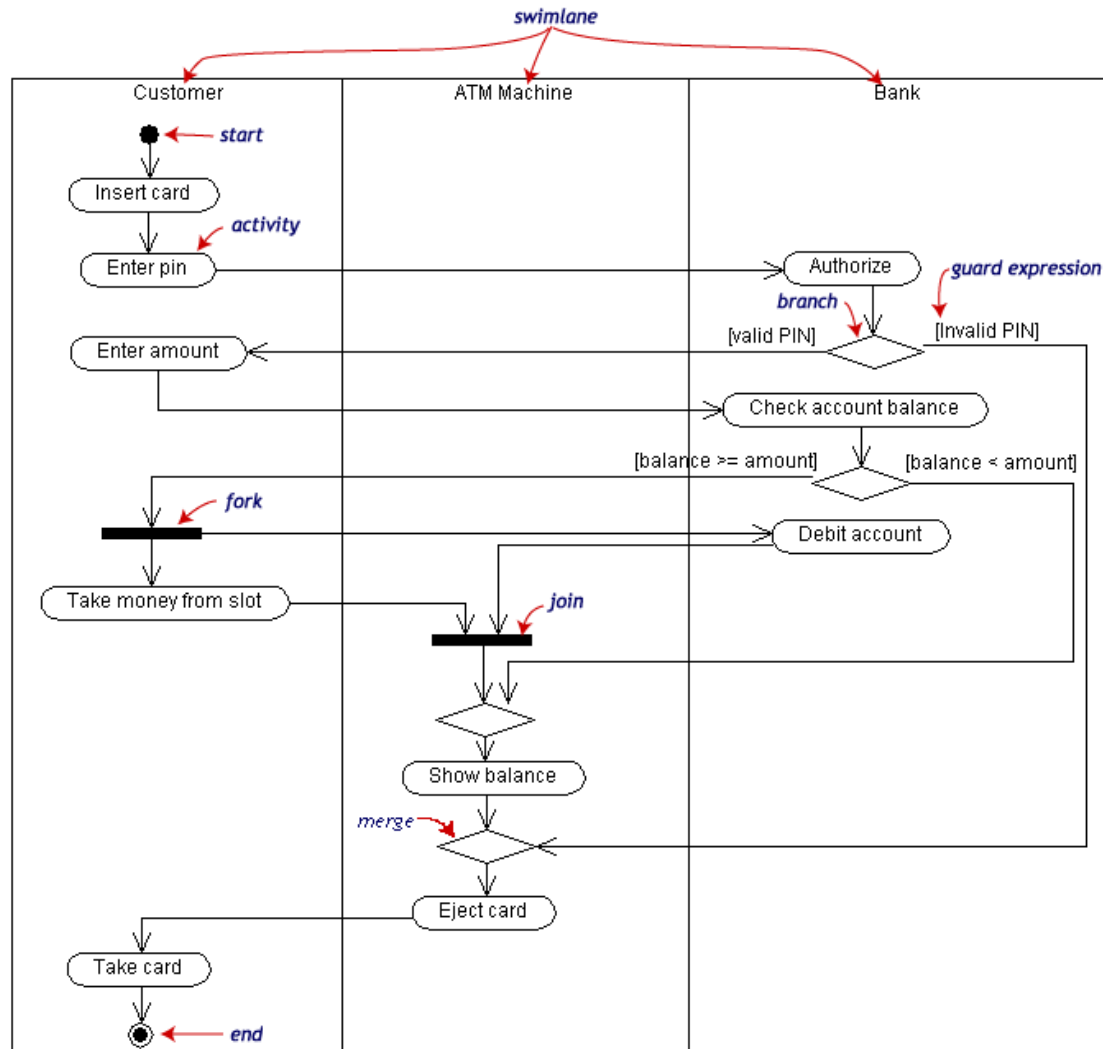 swimlane
Customer
ATM Machine
Bank
start
Insert card
activity
Enter pin
Authorize
guard expression
branch
[valid PIN]
[Invalid PIN]
Enter amount
Check account balance
[balance >= amount]
[balance < amount]
fork
Debit account
Take money from slot
join
Show balance
merge
Eject card
Take card
end